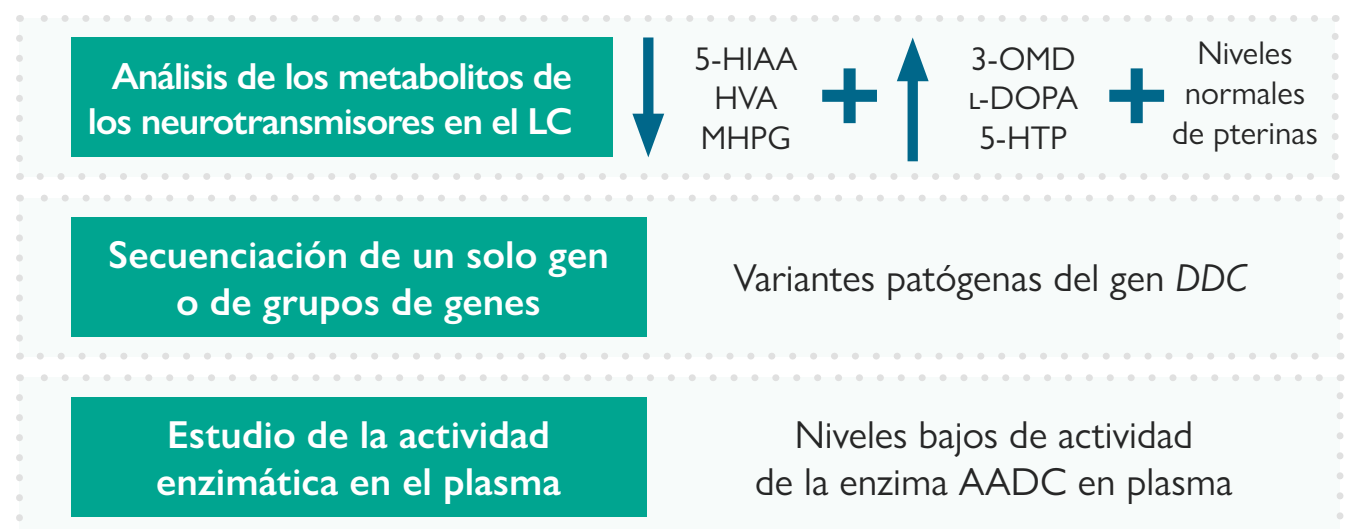 Análisis de los metabolitos de
los neurotransmisores en el LC
5-HIAA
HVA
MHPG
+
3-OMD
L-DOPA
5-HTP
+
Niveles
normales
de pterinas
Secuenciación de un solo gen
o de grupos de genes
Variantes patógenas del gen DDC
Estudio de la actividad
enzimática en el plasma
Niveles bajos de actividad
de la enzima AADC en plasma